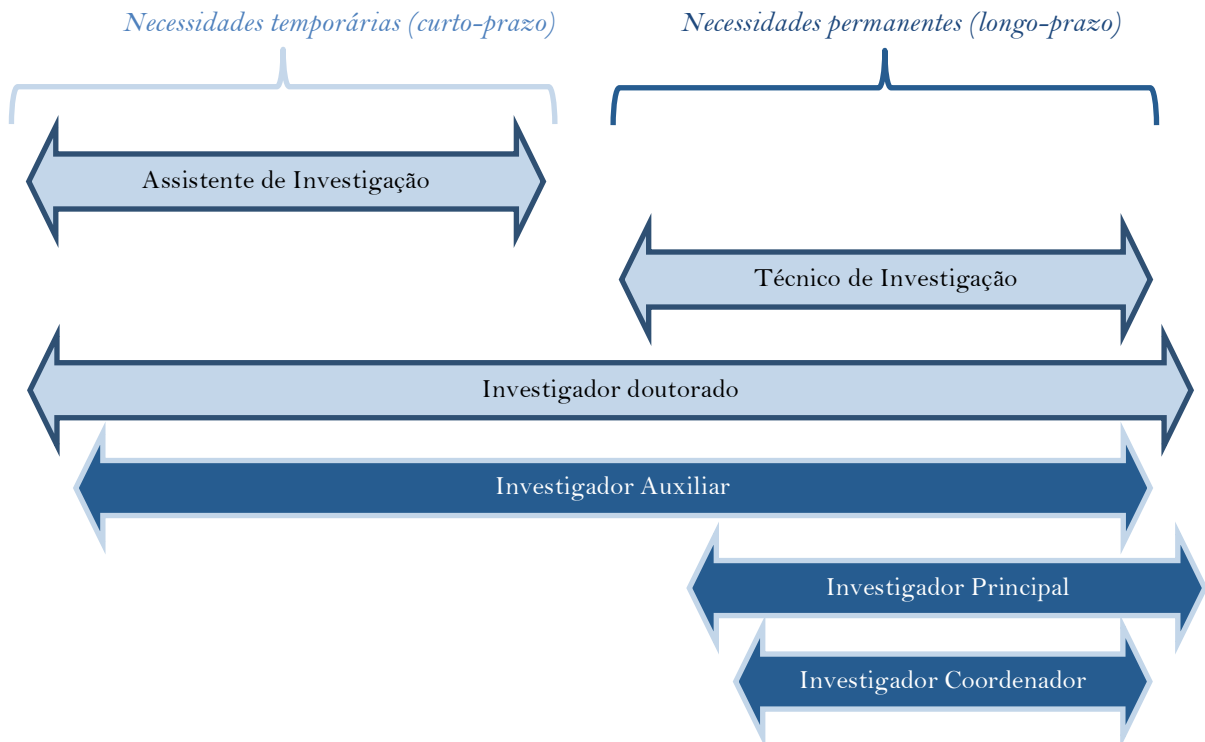 Necessidades temporárias (curto-prazo)
Necessidades permanentes (longo-prazo)
Assistente de Investigação
Técnico de Investigação
Investigador doutorado
Investigador Auxiliar
Investigador Principal
Investigador Coordenador